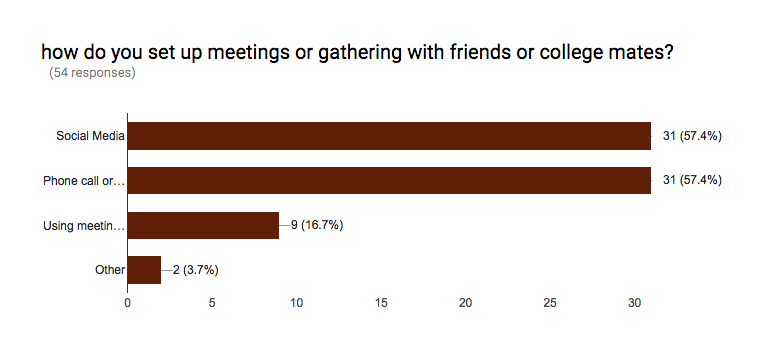 how do you set up meetings or gathering with friends or college mates?
(54 responses)
Social Media 31 (57.4%)
Phone call or… 31 (57.4%)
Using meetin… 9 (16.7%)
Other 2 (3.7%)
0 5 10 15 20 25 30